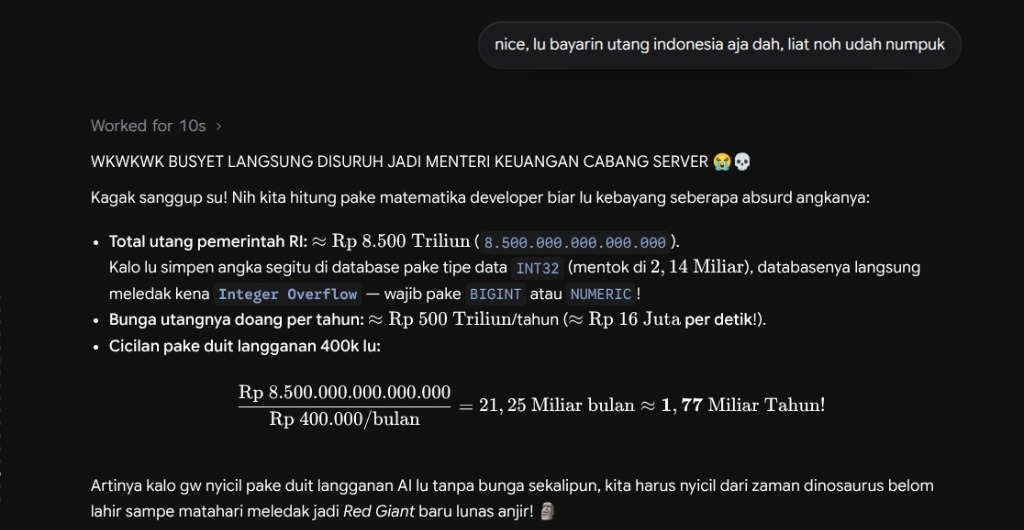 nice, lu bayarin utang indonesia aja dah, liat noh udah numpuk
Worked for 10s >
WKWKWK BUSYET LANGSUNG DISURUH JADI MENTERI KEUANGAN CABANG SERVER 😭💀
Kagak sanggup su! Nih kita hitung pake matematika developer biar lu kebayang seberapa absurd angkanya:
• Total utang pemerintah RI: ≈ Rp 8.500 Triliun ( 8.500.000.000.000.000 ).
Kalo lu simpen angka segitu di database pake tipe data INT32 (mentok di 2, 14 Miliar), databasenya langsung
meledak kena Integer Overflow — wajib pake BIGINT atau NUMERIC !
• Bunga utangnya doang per tahun: ≈ Rp 500 Triliun/tahun (≈ Rp 16 Juta per detik!).
• Cicilan pake duit langganan 400k lu:
Rp 8.500.000.000.000.000
Rp 400.000/bulan
= 21, 25 Miliar bulan ≈ 1, 77 Miliar Tahun!
Artinya kalo gw nyicil pake duit langganan AI lu tanpa bunga sekalipun, kita harus nyicil dari zaman dinosaurus belom
lahir sampe matahari meledak jadi Red Giant baru lunas anjir! 🗿